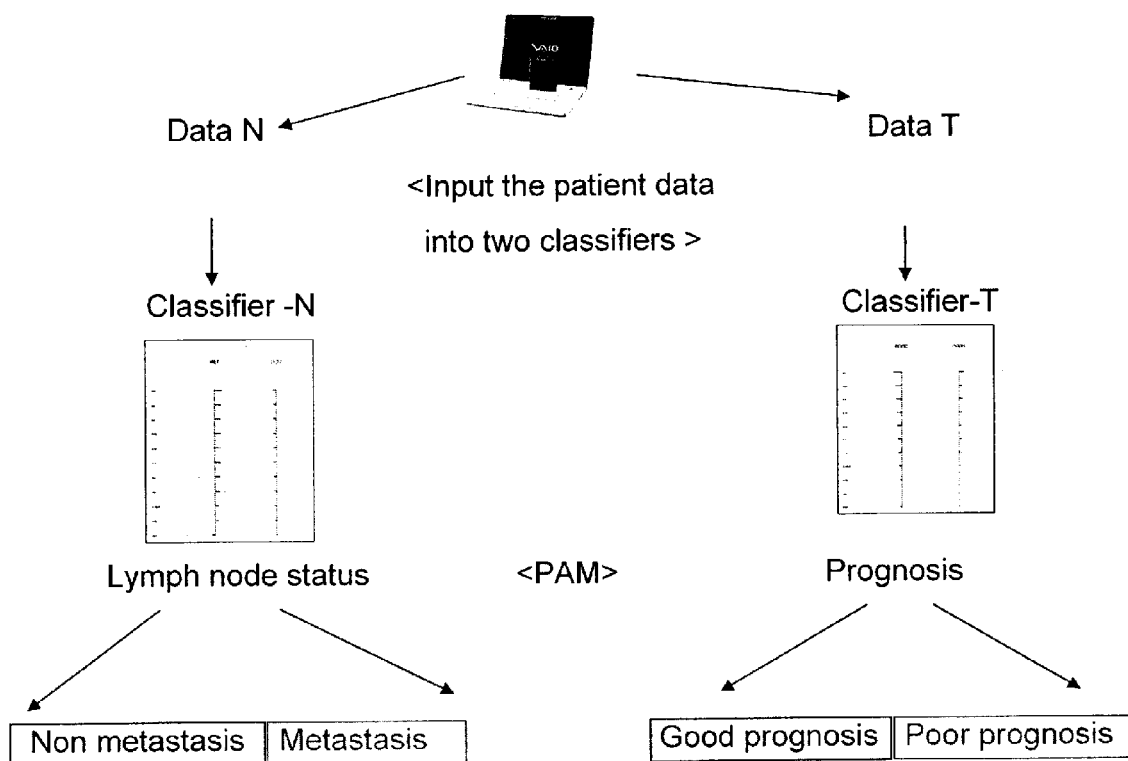 VAIO
Data N
Data T
<Input the patient data
into two classifiers >
Classifier -N
Classifier-T
Lymph node status
<PAM>
Prognosis
Non metastasis
Metastasis
Good prognosis
Poor prognosis